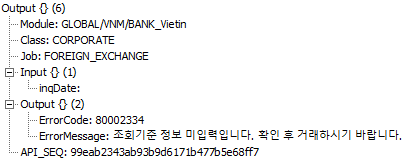 Output {} (6)
Module: GLOBAL/VNM/BANK_Vietin
Class: CORPORATE
Job: FOREIGN_EXCHANGE
Input {} (1)
inqDate:
Output {} (2)
ErrorCode: 80002334
ErrorMessage: 조회기준 정보 미입력입니다. 확인 후 거래하시기 바랍니다.
API_SEQ: 99eab2343ab93b9d6171b477b5e68ff7